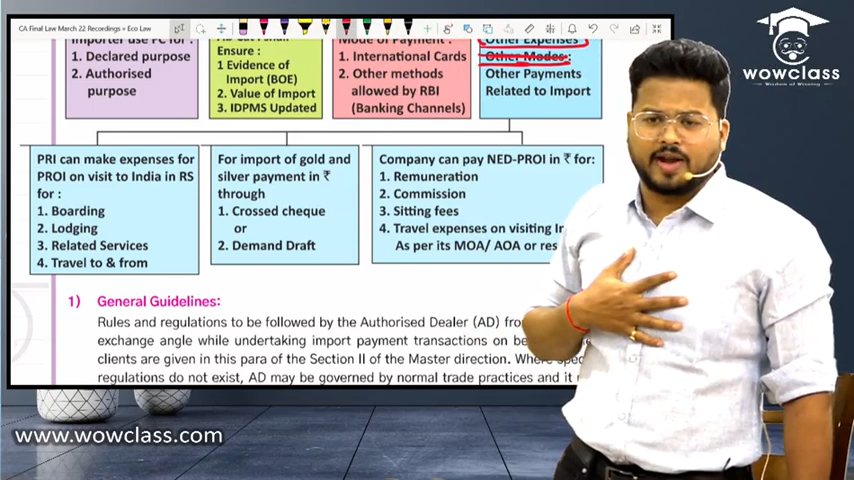 CA Final Law March 22 Recordings » Eco Law
Importer use FC for :
1. Declared purpose
2. Authorised
purpose
Ensure :
1 Evidence of
Import (BOE)
2. Value of Import
3. IDPMS Updated
Mode of Payment :
1. International Cards
2. Other methods
allowed by RBI
(Banking Channels)
Other Expenses
Other Modes :
Other Payments
Related to Import
wowclass
Wisdom of Winning
PRI can make expenses for
PROI on visit to India in RS
for :
1. Boarding
2. Lodging
3. Related Services
4. Travel to & from
For import of gold and
silver payment in ₹
through
1. Crossed cheque
or
2. Demand Draft
Company can pay NED-PROI in ₹ for:
1. Remuneration
2. Commission
3. Sitting fees
4. Travel expenses on visiting
As per its MOA/ AOA or
1) General Guidelines:
Rules and regulations to be followed by the Authorised Dealer (AD)
exchange angle while undertaking import payment transactions on
clients are given in this para of the Section II of the Master direction.
regulations do not exist, AD may be governed by normal trade practices and
www.wowclass.com